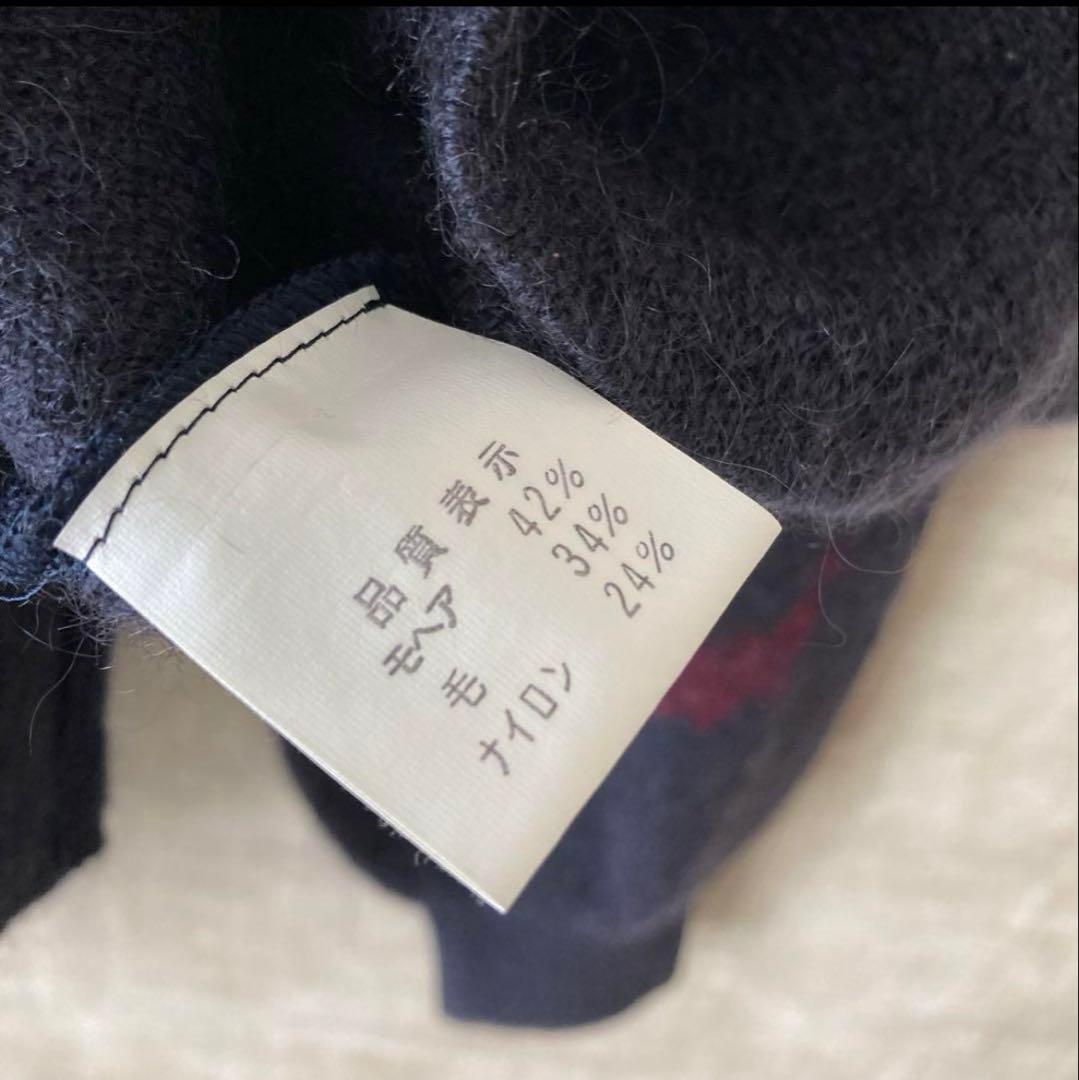 品質表示
モヘア 42%
毛 34%
ナイロン 24%